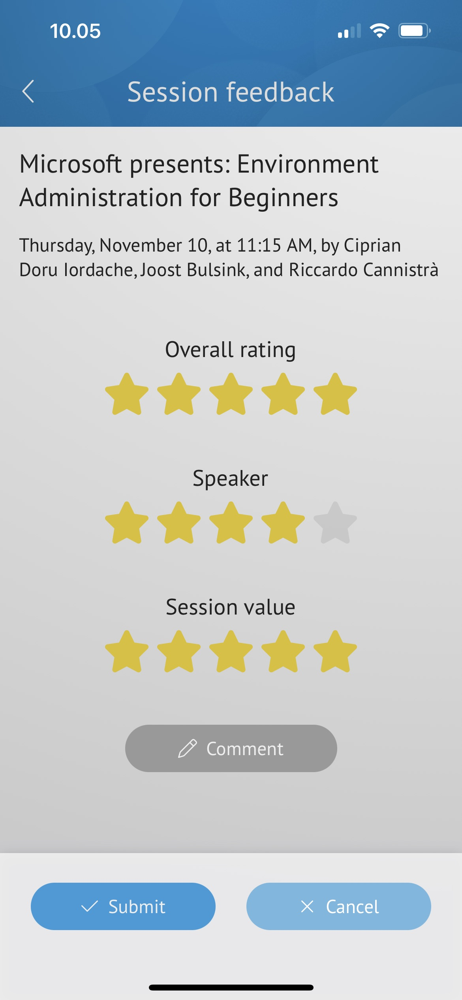 10.05
Session feedback
Microsoft presents: Environment
Administration for Beginners
Thursday, November 10, at 11:15 AM, by Ciprian
Doru Iordache, Joost Bulsink, and Riccardo Cannistrà
Overall rating
Speaker
Session value
Comment
Submit
Cancel